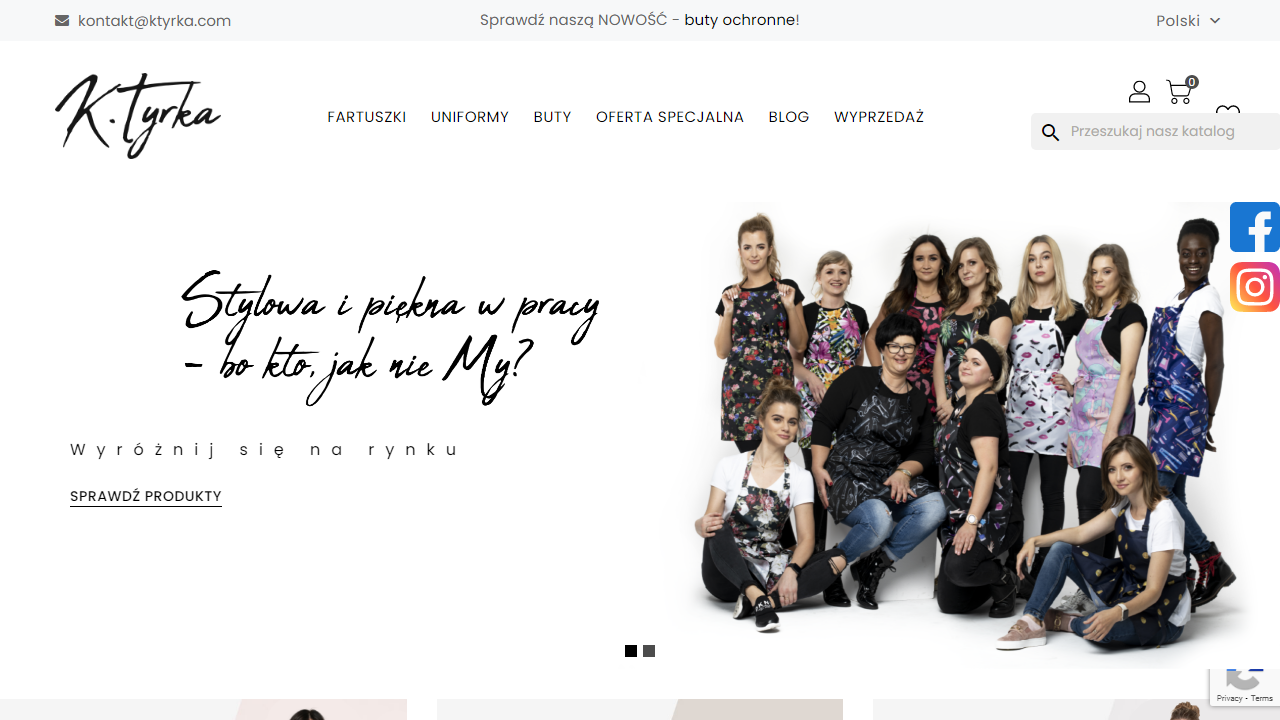 kontakt@ktyrka.com
Sprawdź naszą NOWOŚĆ - buty ochronne!
Polski
K.Tyrka
FARTUSZKI
UNIFORMY
BUTY
OFERTA SPECJALNA
BLOG
WYPRZEDAŻ
0
Przeszukaj nasz katalog
Stylowa i piękna w pracy
- bo kto, jak nie My?
Wyróżnij się na rynku
SPRAWDŹ PRODUKTY
Privacy - Terms